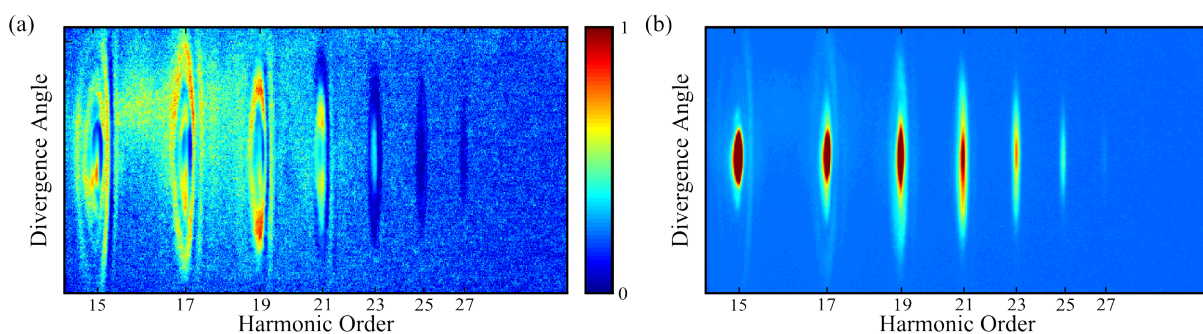 (a)
Divergence Angle
15 17 19 21 23 25 27
Harmonic Order
1
0
(b)
Divergence Angle
15 17 19 21 23 25 27
Harmonic Order